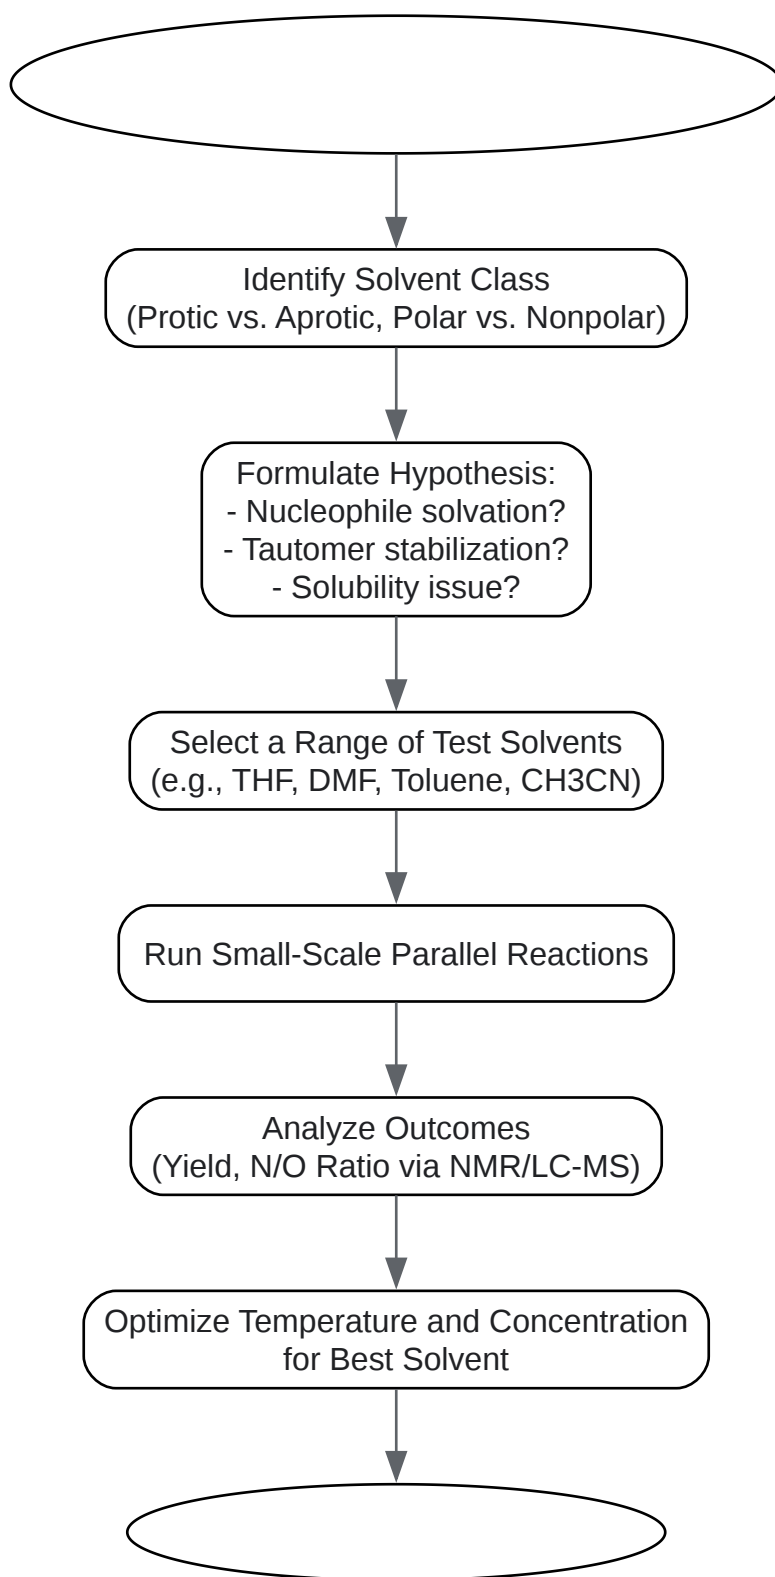 Identify Solvent Class
(Protic vs. Aprotic, Polar vs. Nonpolar)
Formulate Hypothesis:
- Nucleophile solvation?
- Tautomer stabilization?
- Solubility issue?
Select a Range of Test Solvents
(e.g., THF, DMF, Toluene, CH3CN)
Run Small-Scale Parallel Reactions
Analyze Outcomes
(Yield, N/O Ratio via NMR/LC-MS)
Optimize Temperature and Concentration
for Best Solvent